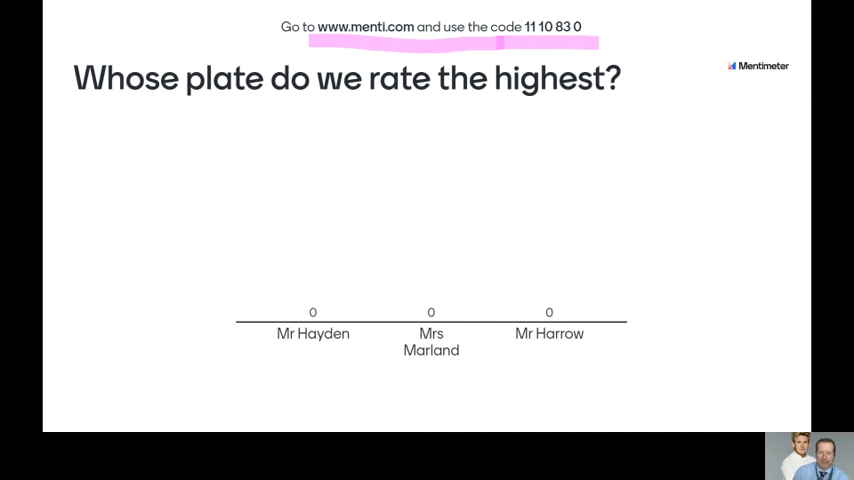 Go to www.menti.com and use the code 11 10 83 0
Mentimeter
Whose plate do we rate the highest?
0 0 0
Mr Hayden Mrs Marland Mr Harrow